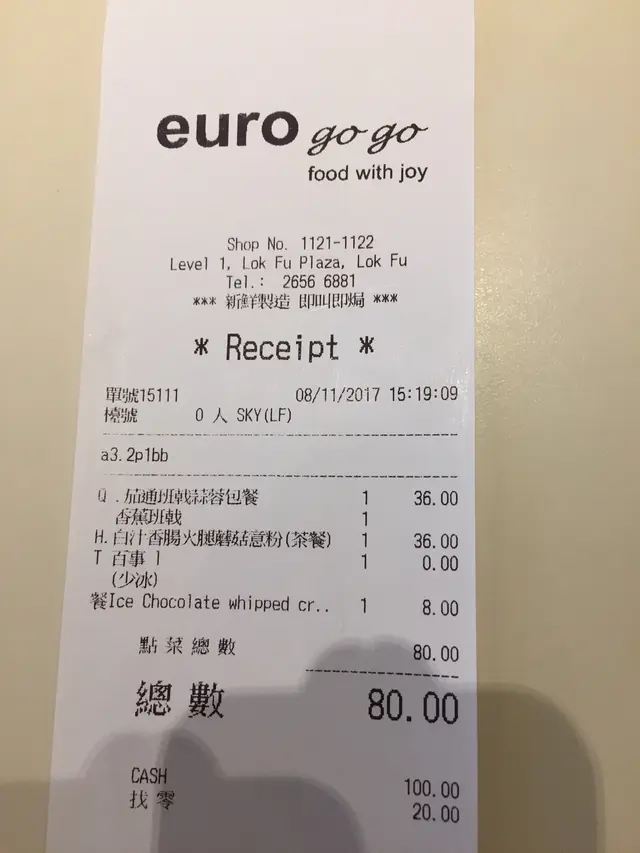 euro go go
food with joy
Shop No. 1121-1122
Level 1, Lok Fu Plaza, Lok Fu
Tel.: 2656 6881
*** 新鮮製造 即叫即焗 ***
* Receipt *
單號15111 08/11/2017 15:19:09
檯號 0 人 SKY(LF)
a3.2p1bb
Q .茄通班戟蒜蓉包餐 1 36.00
香蕉班戟 1
H.白汁香腸火腿蘑菇意粉(茶餐) 1 36.00
T 百事 1 0.00
(少冰)
餐Ice Chocolate whipped cr.. 1 8.00
點菜總數 80.00
總數 80.00
CASH 100.00
找零 20.00